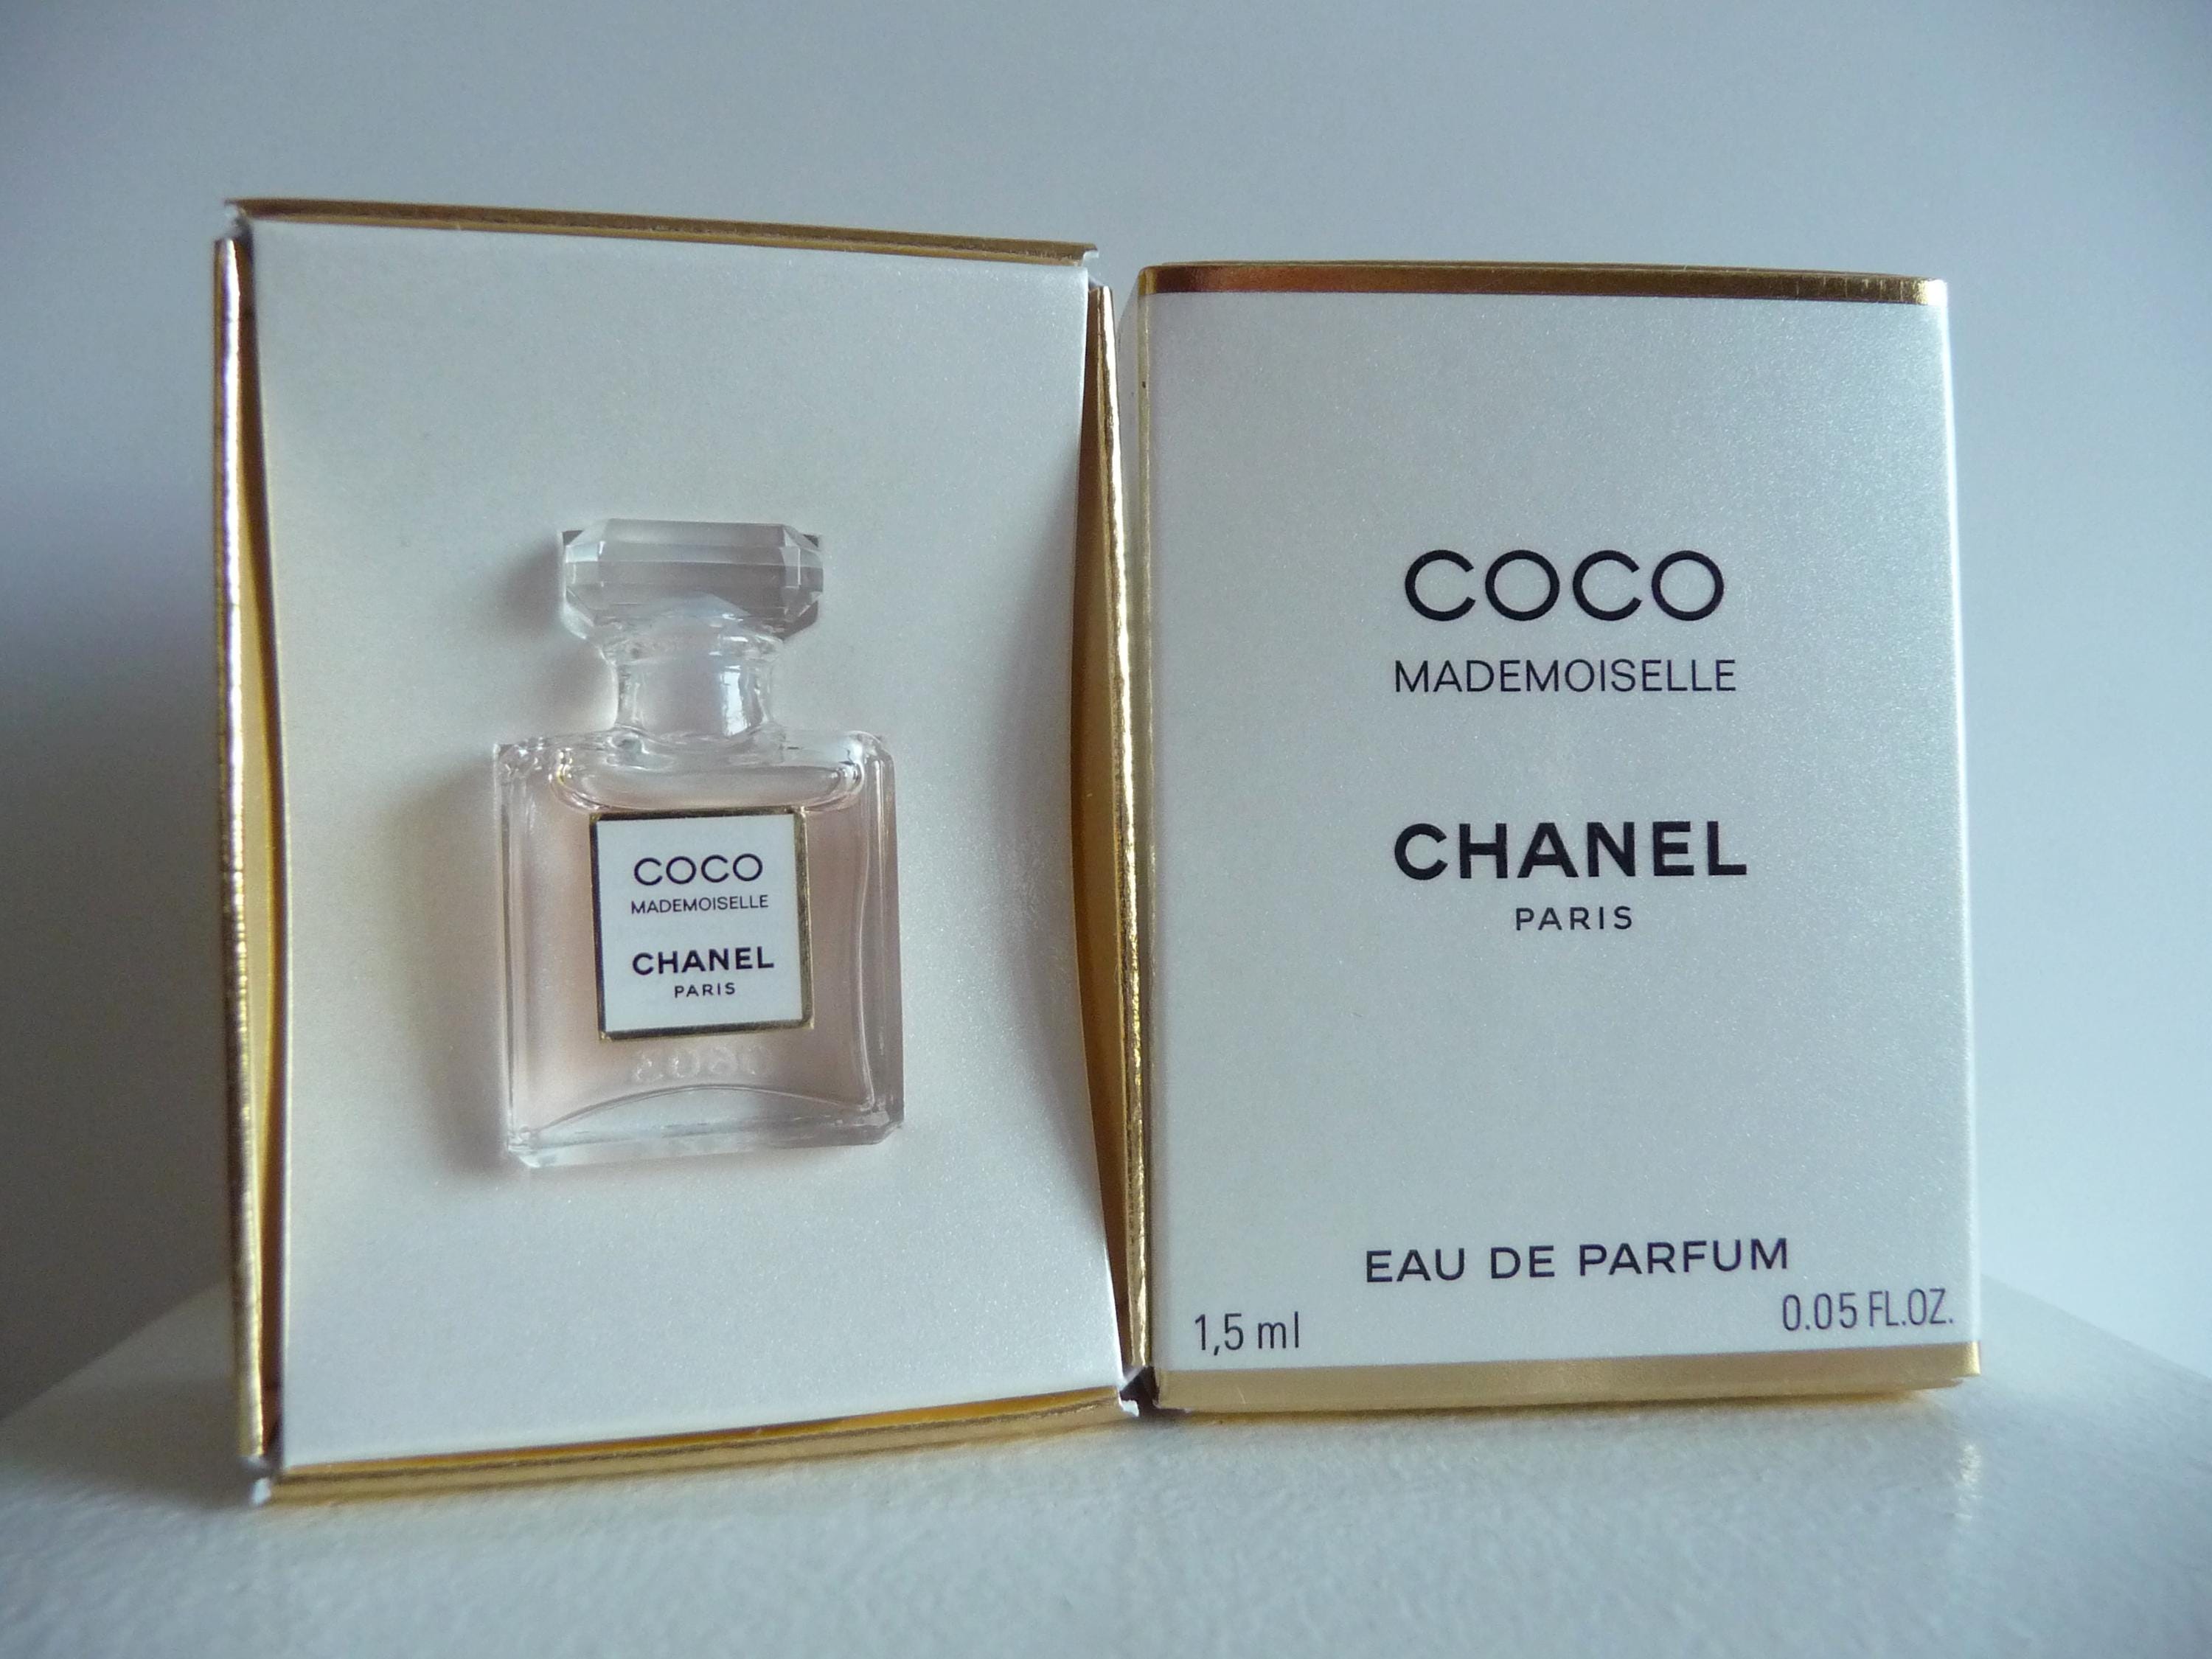 COCO
MADEMOISELLE
CHANEL
PARIS
COCO
MADEMOISELLE
CHANEL
PARIS
EAU DE PARFUM
1,5 ml
0.05 FL.OZ.